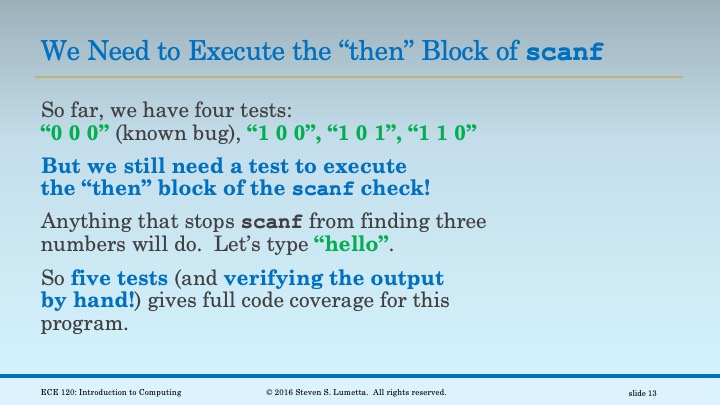 We Need to Execute the “then” Block of scanf
So far, we have four tests:
“0 0 0” (known bug), “1 0 0”, “1 0 1”, “1 1 0”
But we still need a test to execute
the “then” block of the scanf check!
Anything that stops scanf from finding three
numbers will do.  Let’s type “hello”.
So five tests (and verifying the output
by hand!) gives full code coverage for this
program.
ECE 120: Introduction to Computing
© 2016 Steven S. Lumetta.  All rights reserved.
slide 13